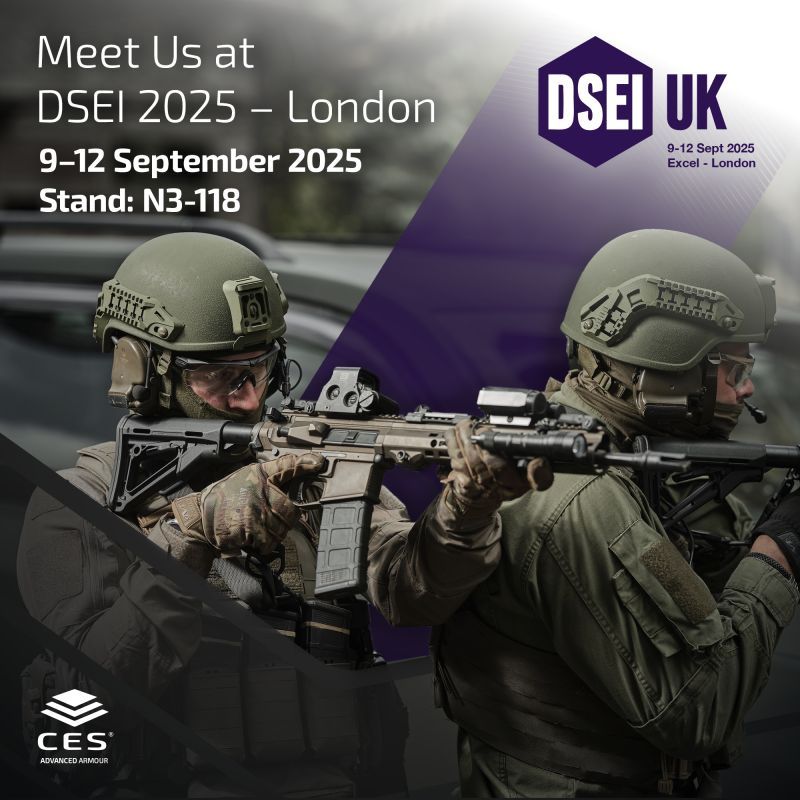 Meet Us at
DSEI 2025 – London
9–12 September 2025
Stand: N3-118
DSEI UK
9-12 Sept 2025
Excel - London
CES®
ADVANCED ARMOUR